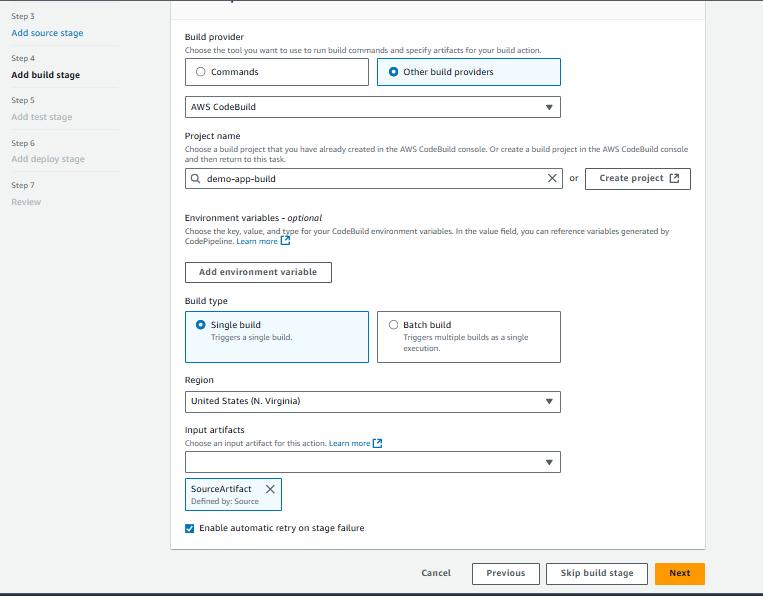 Step 3
Add source stage
Step 4
Add build stage
Step 5
Add test stage
Step 6
Add deploy stage
Step 7
Review
Build provider
Choose the tool you want to use to run build commands and specify artifacts for your build action.
Commands
Other build providers
AWS CodeBuild
Project name
Choose a build project that you have already created in the AWS CodeBuild console. Or create a build project in the AWS CodeBuild console
and then return to this task.
demo-app-build
or
Create project
Environment variables - optional
Choose the key, value, and type for your CodeBuild environment variables. In the value field, you can reference variables generated by
CodePipeline. Learn more
Add environment variable
Build type
Single build
Triggers a single build.
Batch build
Triggers multiple builds as a single
execution.
Region
United States (N. Virginia)
Input artifacts
Choose an input artifact for this action. Learn more
SourceArtifact
Defined by: Source
Enable automatic retry on stage failure
Cancel
Previous
Skip build stage
Next